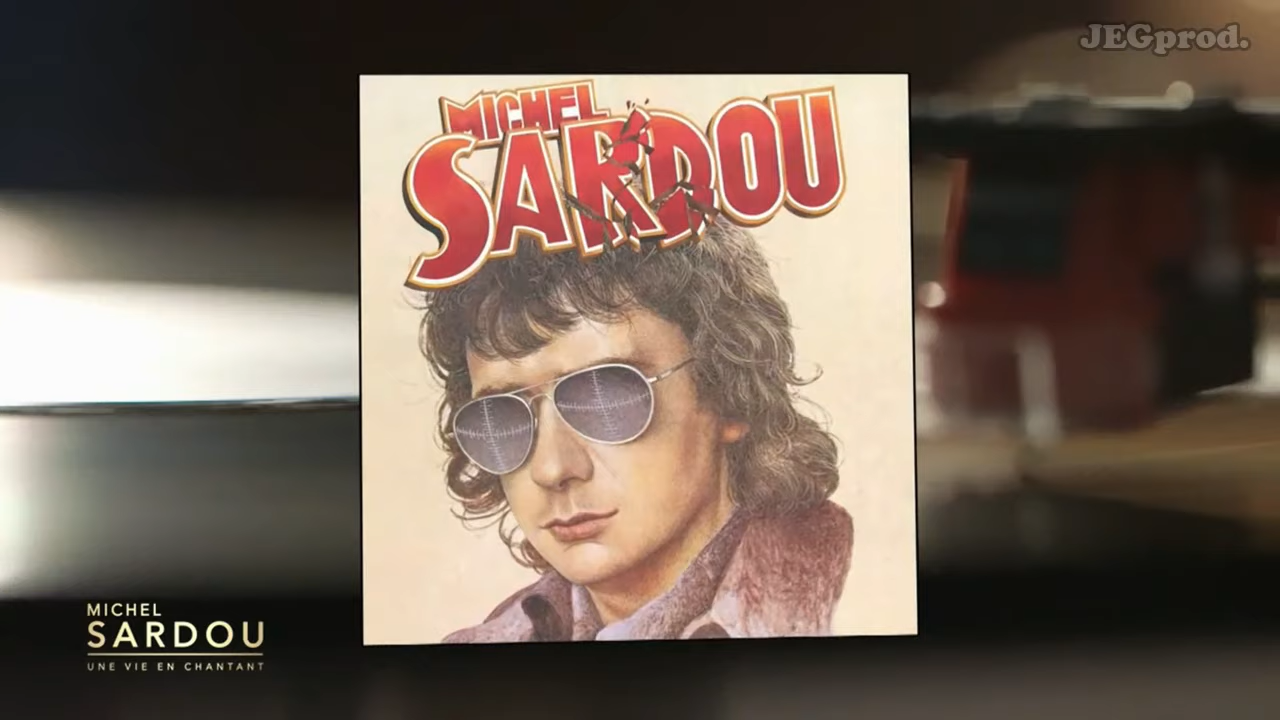 JEGprod.
MICHEL
SARDOU
MICHEL
SARDOU
UNE VIE EN CHANTANT